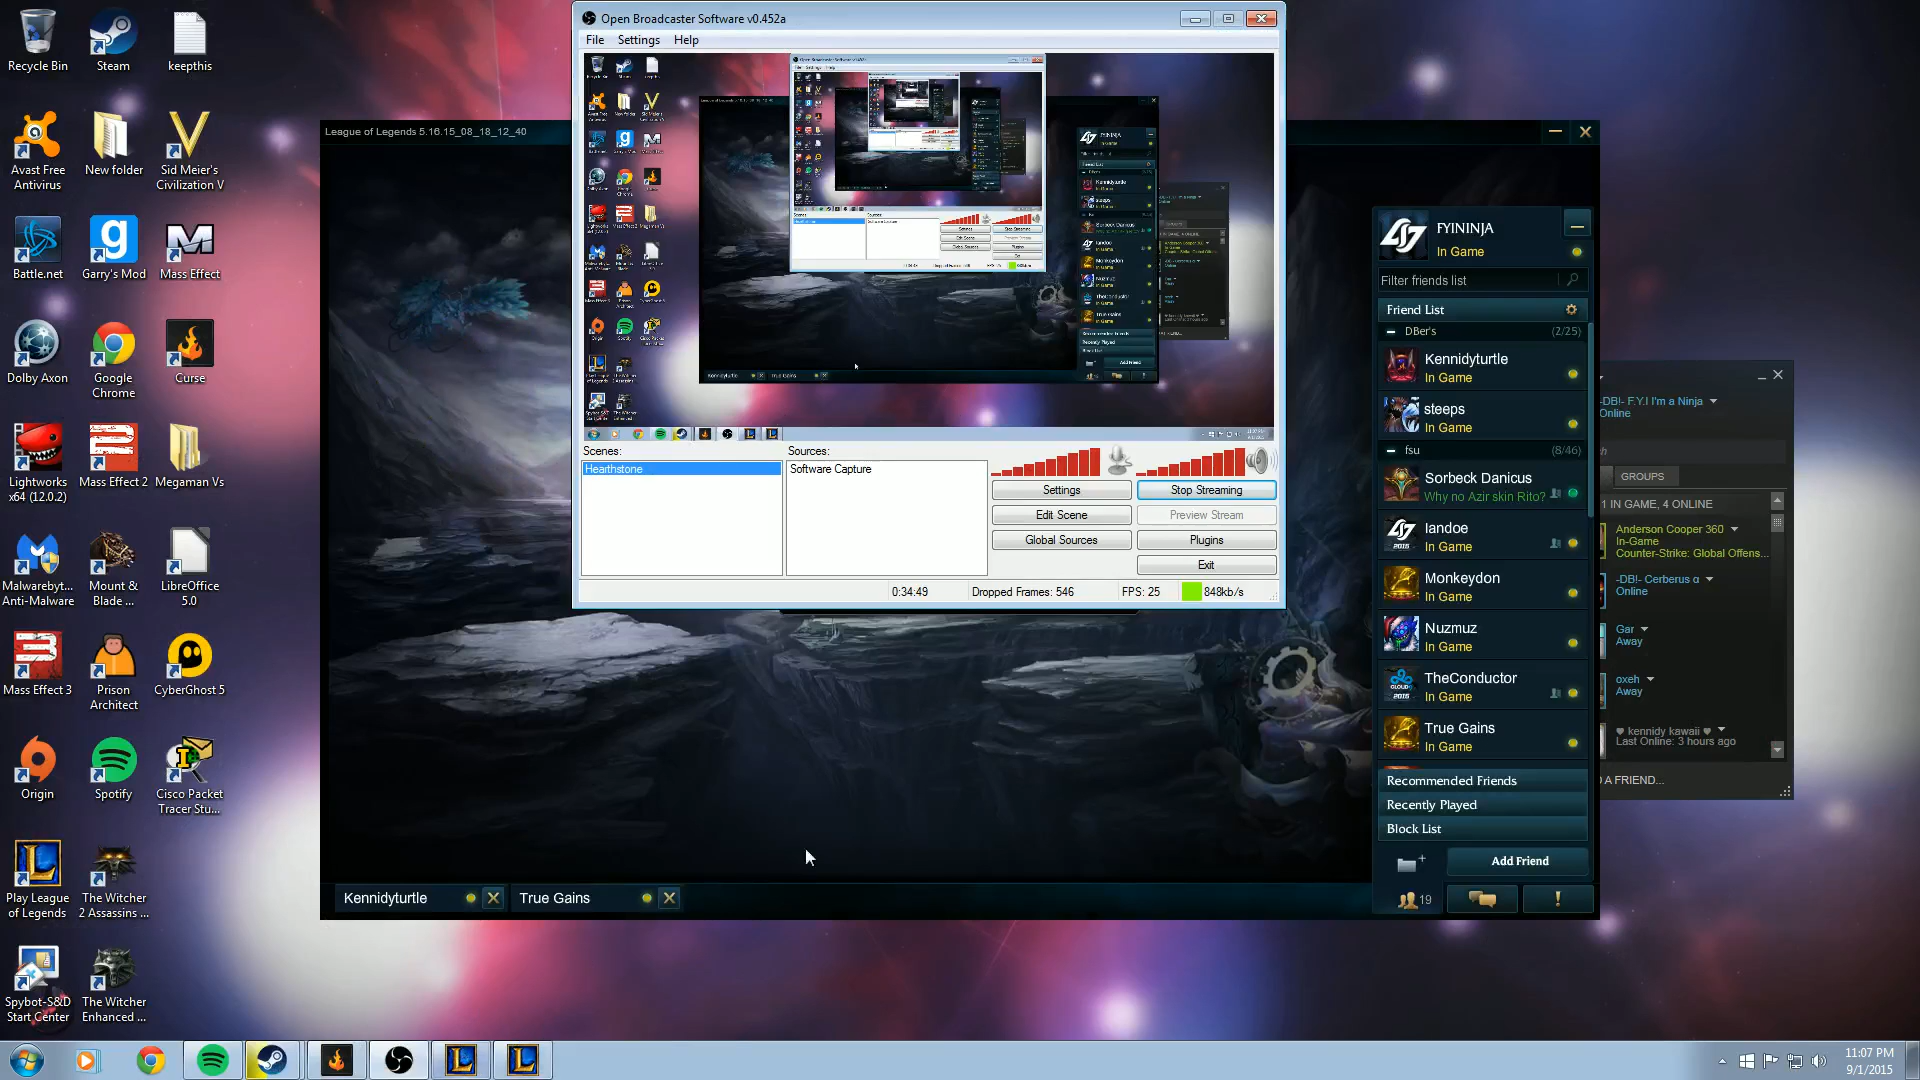 Recycle Bin
Steam
keepthis
Avast Free
Antivirus
New folder
Sid Meier's
Civilization V
Battle.net
Garry's Mod
Mass Effect
Dolby Axon
Google
Chrome
Curse
Lightworks
x64 (12.0.2)
Mass Effect 2
Megaman Vs
Malwarebyt...
Anti-Malware
Mount &
Blade ...
LibreOffice
5.0
Mass Effect 3
Prison
Architect
CyberGhost 5
Origin
Spotify
Cisco Packet
Tracer Stu...
Play League
of Legends
The Witcher
2 Assassins ...
Spybot-S&D
Start Center
The Witcher
Enhanced ...
League of Legends 5.16.15_08_18_12_40
Open Broadcaster Software v0.452a
File
Settings
Help
Scenes:
Hearthstone
Sources:
Software Capture
Settings
Stop Streaming
Edit Scene
Preview Stream
Global Sources
Plugins
Exit
0:34:49
Dropped Frames: 546
FPS: 25
848kb/s
FYININJA
In Game
Filter friends list
Friend List
DBer's
(2/25)
Kennidyturtle
In Game
steeps
In Game
fsu
(8/46)
Sorbeck Danicus
Why no Azir skin Rito?
Iandoe
In Game
Monkeydon
In Game
Nuzmuz
In Game
TheConductor
In Game
True Gains
In Game
Recommended Friends
Recently Played
Block List
Add Friend
19
Kennidyturtle
True Gains
-DB!- F.Y.I I'm a Ninja
Online
GROUPS
1 IN GAME, 4 ONLINE
Anderson Cooper 360
In-Game
Counter-Strike: Global Offens...
-DB!- Cerberus α
Online
Gar
Away
oxeh
Away
♥ kennidy kawaii ♥
Last Online: 3 hours ago
D A FRIEND...
11:07 PM
9/1/2015